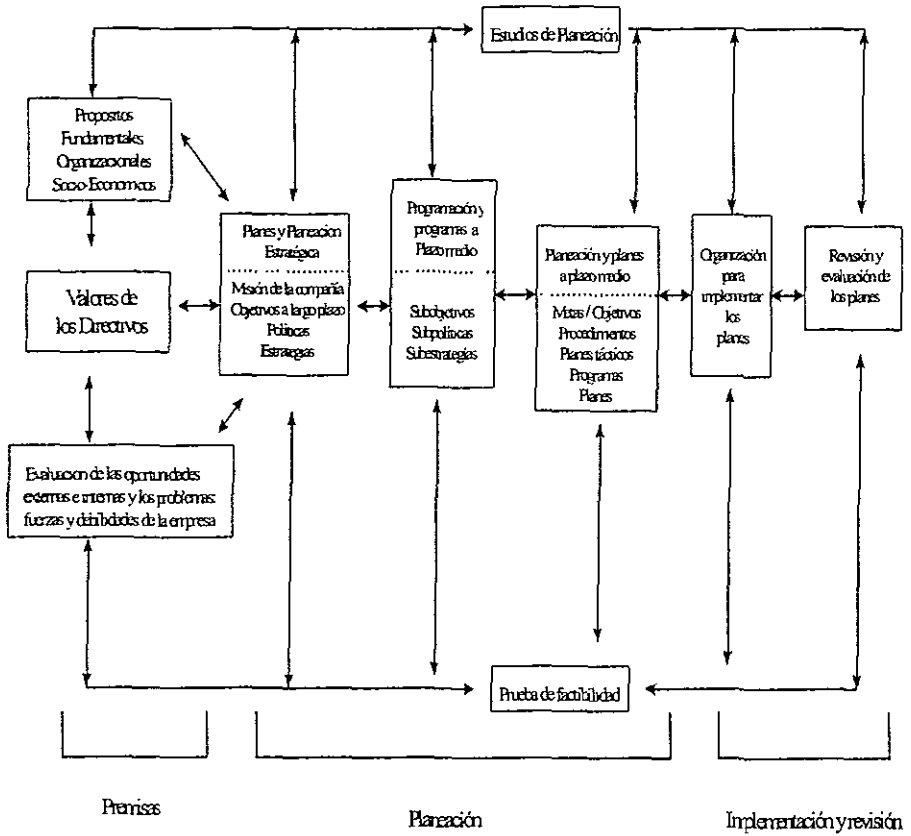 Estudios de Planeación
Propositos
Fundamentales
Organizacionales
Socio-Economicos
Valores de
los Directivos
Evaluacion de las oportunidades
externas e internas y los problemas:
fuerzas y debilidades de la empresa
Planes y Planeacion
Estratégica
Misión de la compañía
Objetivos a largo plazo
Políticas
Estrategias
Programación y
programas a
Plazo medio
Subobjetivos
Subpolíticas
Subestrategias
Planeación y planes
a plazo medio
Metas / Objetivos
Procedimientos
Planes tácticos
Programas
Planes
Organización
para
implementar
los
planes
Revisión y
evaluación de
los planes
Prueba de factibilidad
Premisas
Planeación
Implementación y revisión